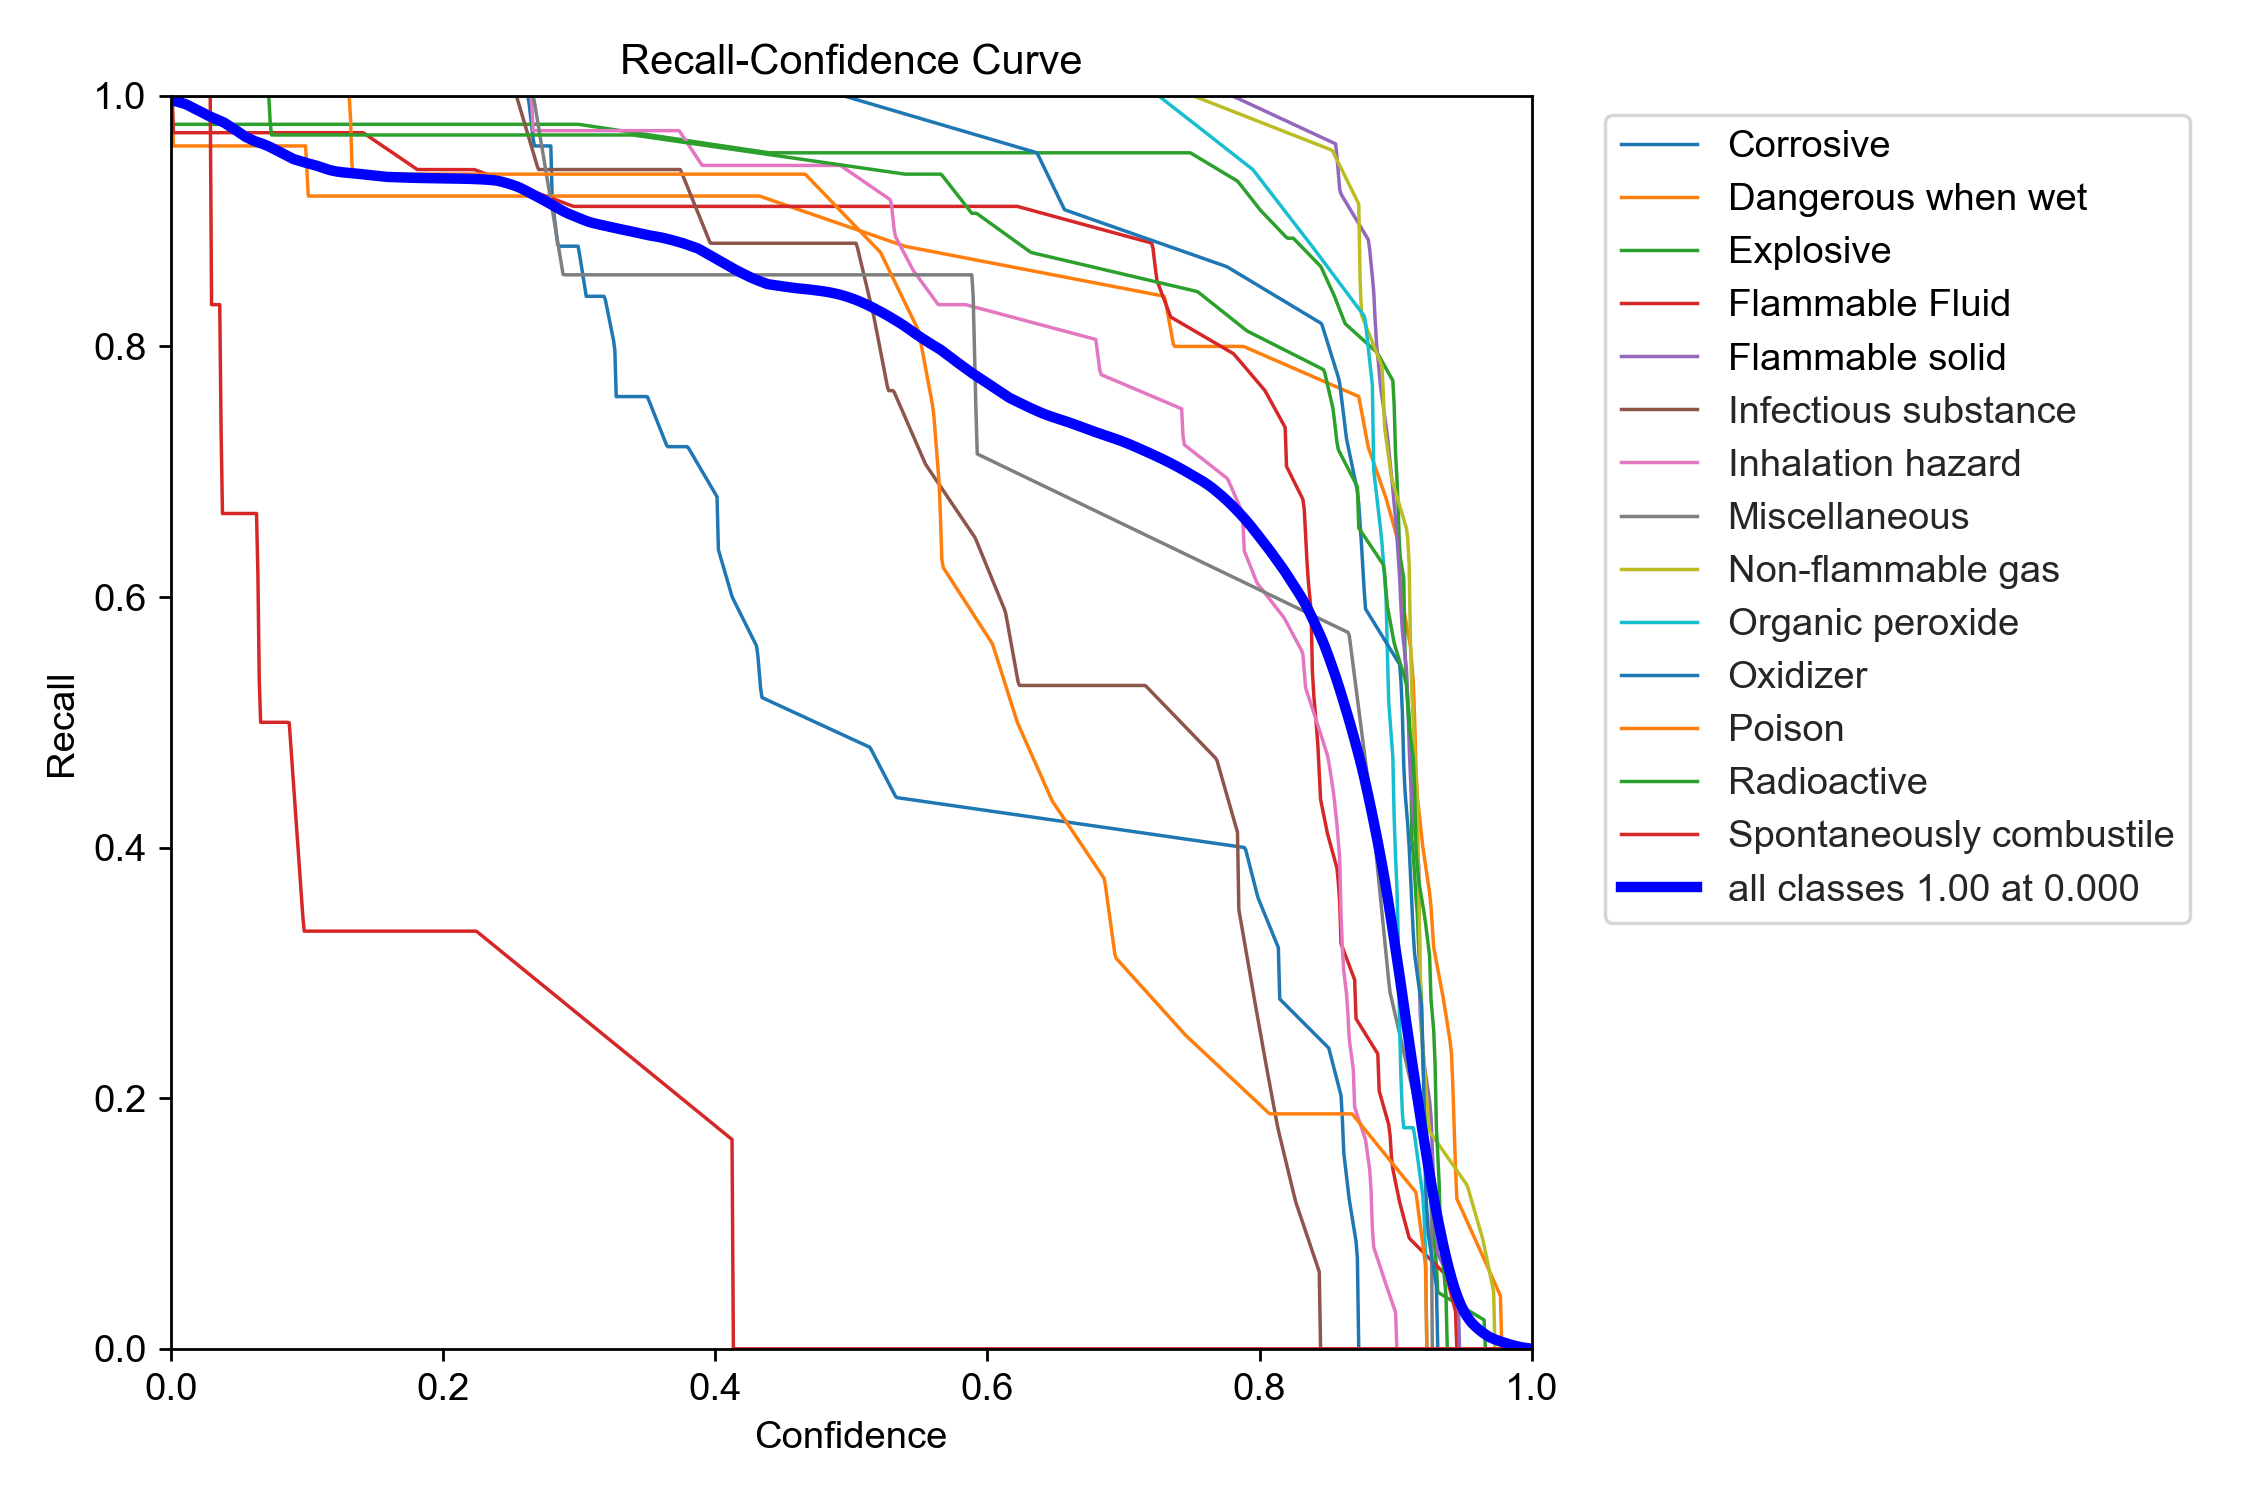 Recall-Confidence Curve
1.0
0.8
0.6
0.4
0.2
0.0
Recall
0.0 0.2 0.4 0.6 0.8 1.0
Confidence
Corrosive
Dangerous when wet
Explosive
Flammable Fluid
Flammable solid
Infectious substance
Inhalation hazard
Miscellaneous
Non-flammable gas
Organic peroxide
Oxidizer
Poison
Radioactive
Spontaneously combustile
all classes 1.00 at 0.000